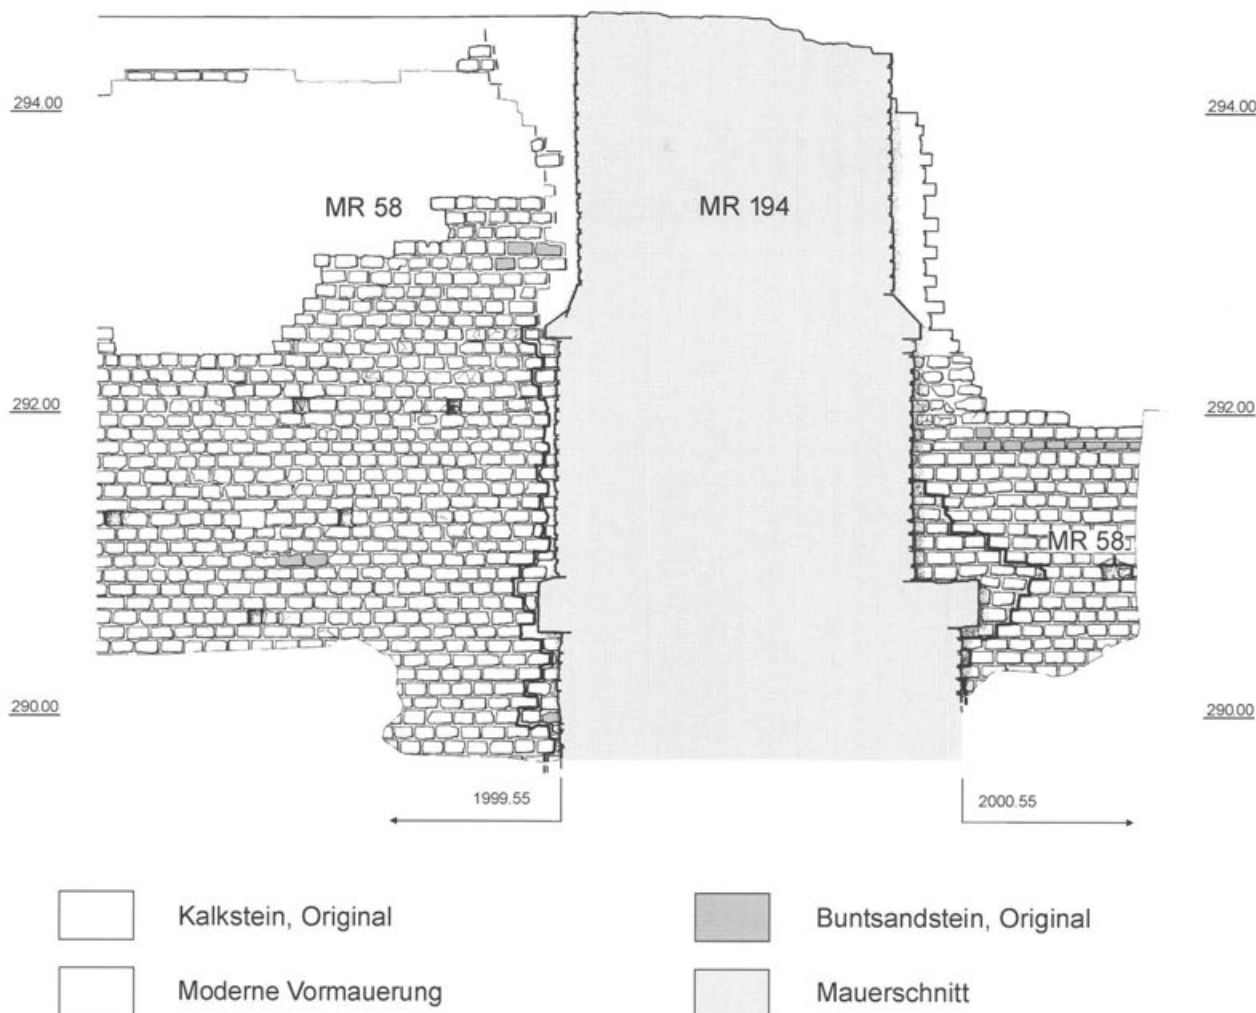 294.00
294.00
MR 58
MR 194
292.00
292.00
MR 58
290.00
290.00
1999.55
2000.55
Kalkstein, Original
Buntsandstein, Original
Moderne Vormauerung
Mauerschnitt